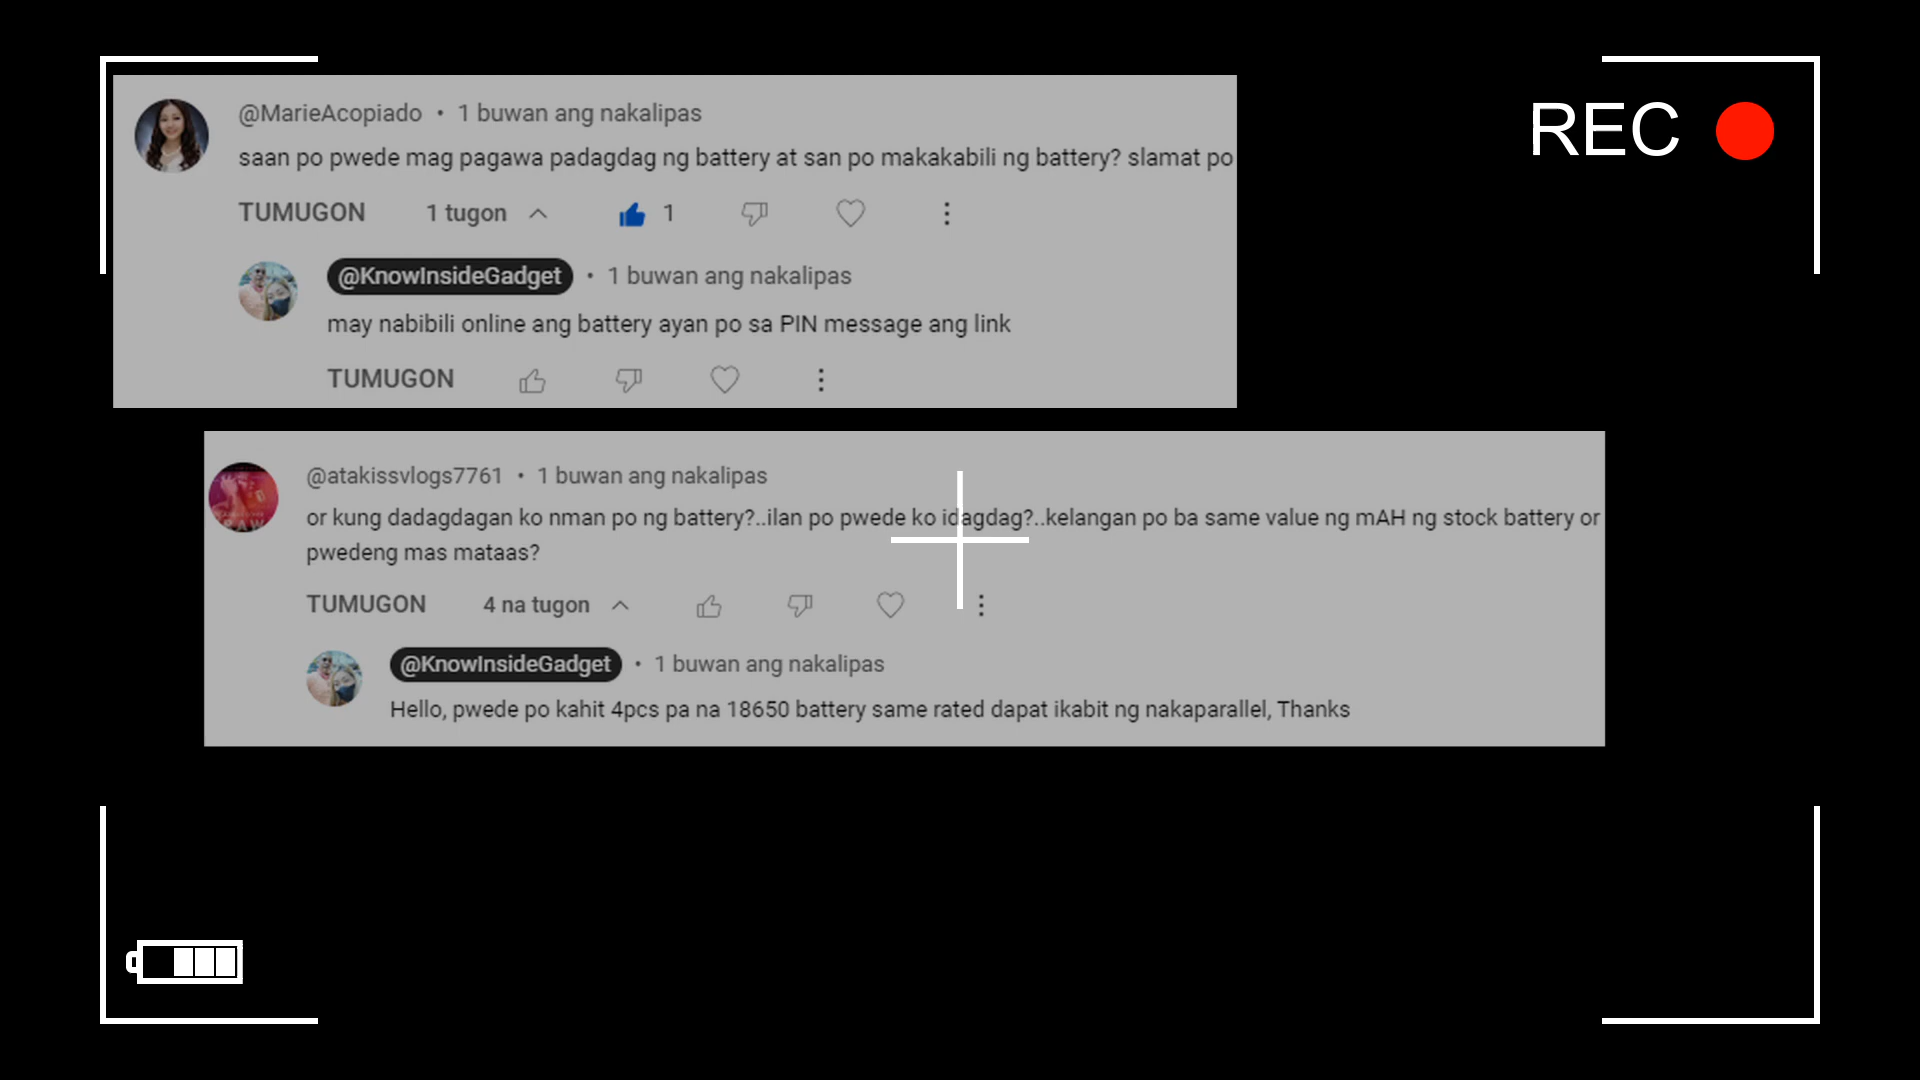 REC
@MarieAcopiado • 1 buwan ang nakalipas
saan po pwede mag pagawa padagdag ng battery at san po makakabili ng battery? slamat po
TUMUGON 1 tugon 1
@KnowInsideGadget • 1 buwan ang nakalipas
may nabibili online ang battery ayan po sa PIN message ang link
TUMUGON
@atakissvlogs7761 • 1 buwan ang nakalipas
or kung dadagdagan ko nman po ng battery?..ilan po pwede ko idagdag?..kelangan po ba same value ng mAH ng stock battery or
pwedeng mas mataas?
TUMUGON 4 na tugon
@KnowInsideGadget • 1 buwan ang nakalipas
Hello, pwede po kahit 4pcs pa na 18650 battery same rated dapat ikabit ng nakaparallel, Thanks